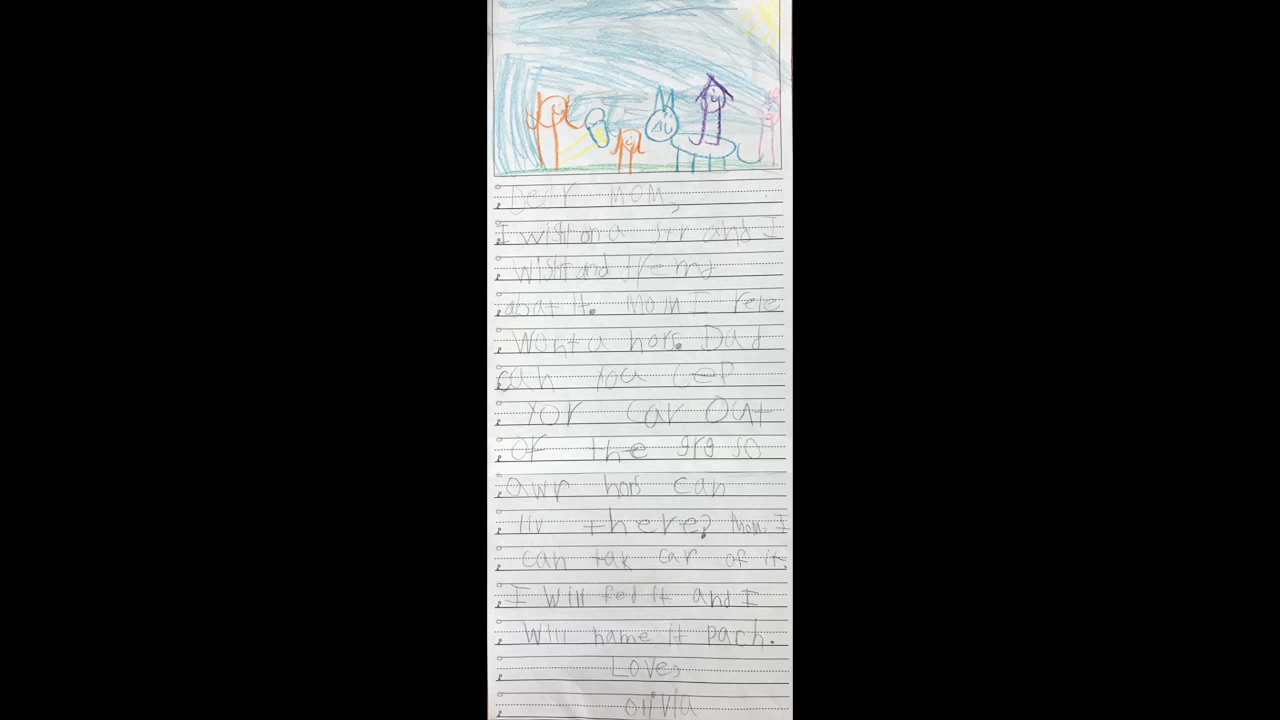 Dear MOM,
I wish on a str and I
wish and
abut it. MOM I rele
Wont a hors. Dad
can You cep
Yor car Out
of the grg so
awr hors can
liv there? Mom, I
can tak car of it.
I will fed it and I
will name it pach.
Love,
Olivia